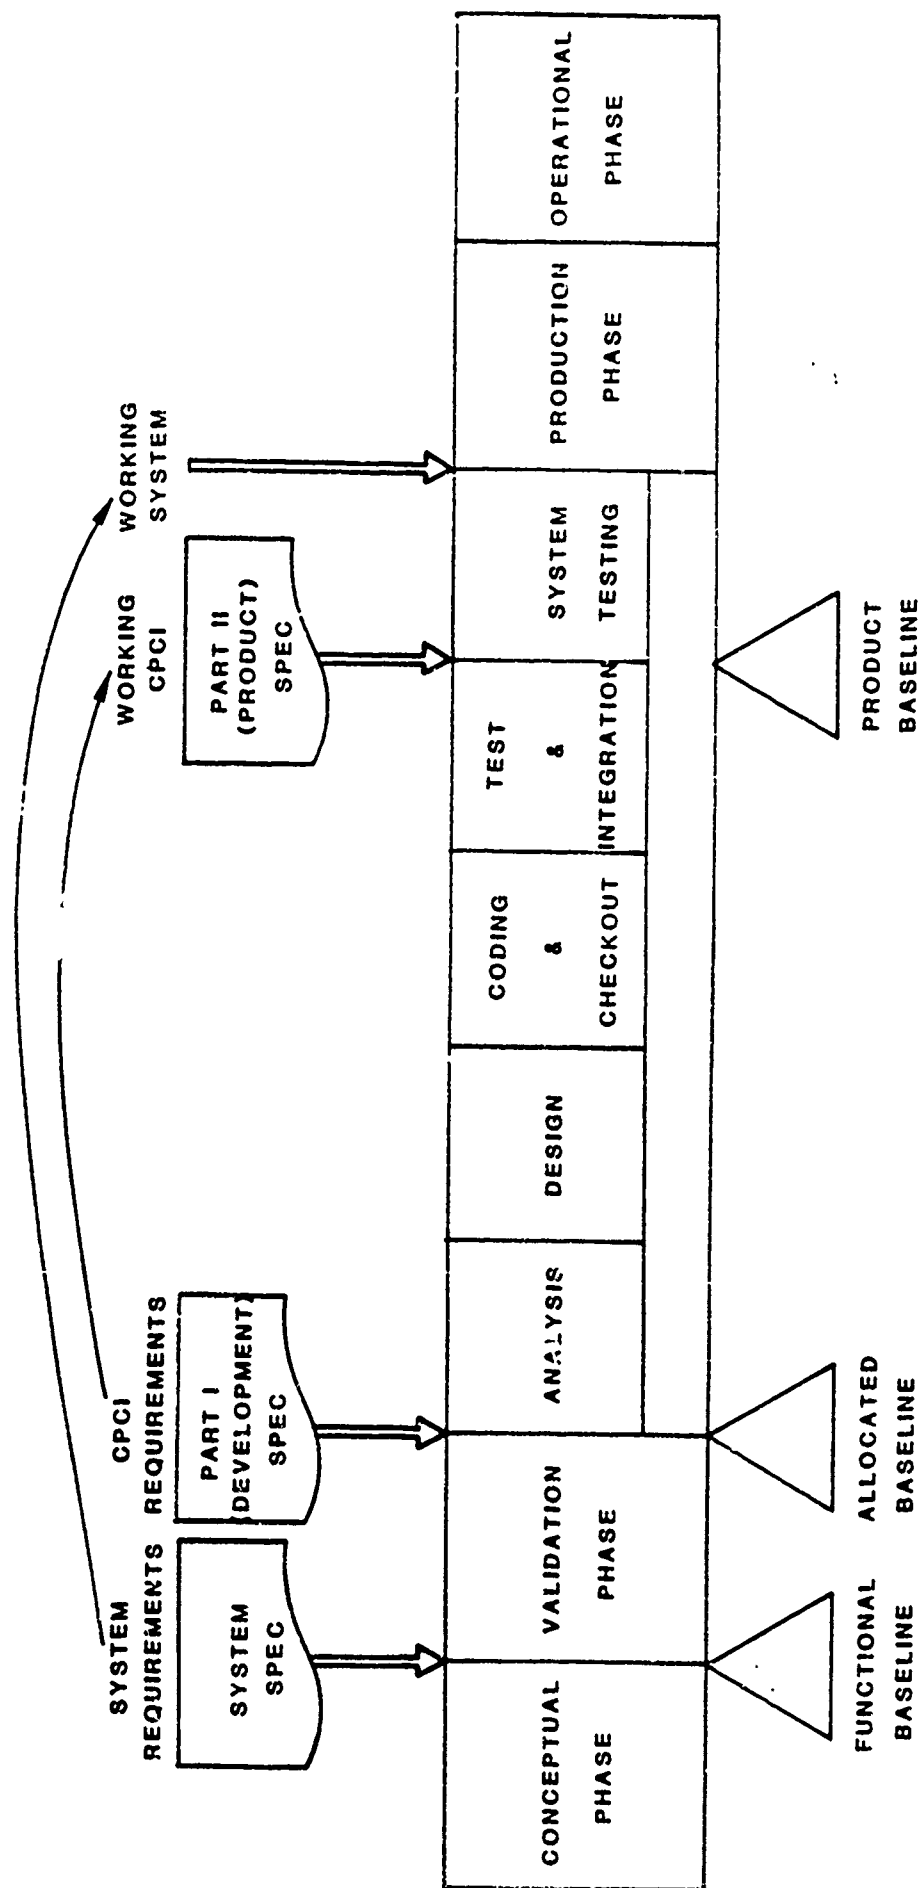 SYSTEM
REQUIREMENTS
CPCI
REQUIREMENTS
WORKING
CPCI
WORKING
SYSTEM
SYSTEM
SPEC
PART I
(DEVELOPMENT)
SPEC
PART II
(PRODUCT)
SPEC
CONCEPTUAL
PHASE
VALIDATION
PHASE
ANALYSIS
DESIGN
CODING
&
CHECKOUT
TEST
&
INTEGRATION
SYSTEM
TESTING
PRODUCTION
PHASE
OPERATIONAL
PHASE
FUNCTIONAL
BASELINE
ALLOCATED
BASELINE
PRODUCT
BASELINE